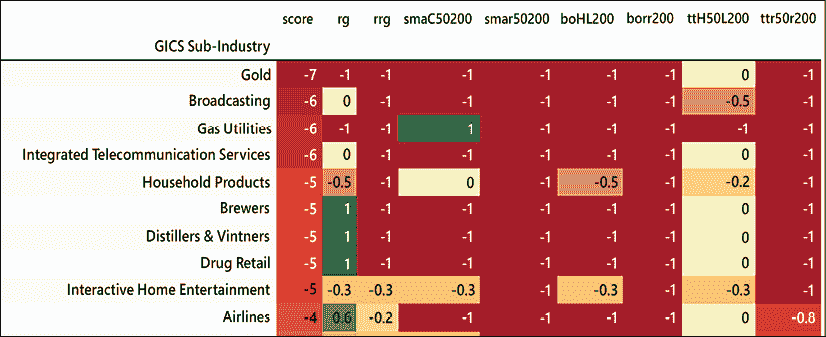 score rg rrg smaC50200 smar50200 boHL200 borr200 ttH50L200 ttr50r200
GICS Sub-Industry
Gold -7 -1 -1 -1 -1 -1 -1 0 -1
Broadcasting -6 0 -1 -1 -1 -1 -1 -0.5 -1
Gas Utilities -6 -1 -1 1 -1 -1 -1 -1 -1
Integrated Telecommunication Services -6 0 -1 -1 -1 -1 -1 0 -1
Household Products -5 -0.5 -1 0 -1 -0.5 -1 -0.2 -1
Brewers -5 1 -1 -1 -1 -1 -1 0 -1
Distillers & Vintners -5 1 -1 -1 -1 -1 -1 0 -1
Drug Retail -5 1 -1 -1 -1 -1 -1 0 -1
Interactive Home Entertainment -5 -0.3 -0.3 -0.3 -1 -0.3 -1 -0.3 -1
Airlines -4 -0.6 -0.2 -1 -1 -1 -1 0 -0.8